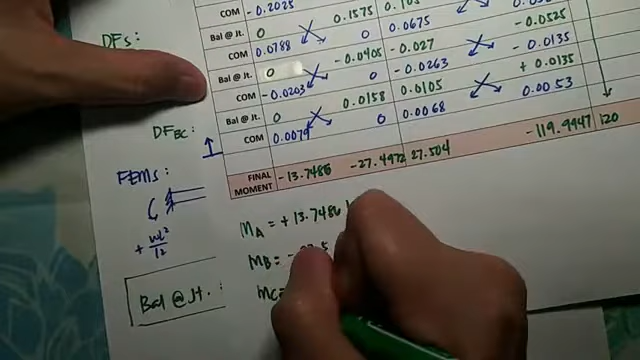 COM - 0.2025
Bal @ Jt. 0 0.1575 0.105 - 0.0525
DFs:
COM 0.0788 0 0.0675
Bal @ Jt. 0 - 0.0405 - 0.027 - 0.0135
COM - 0.0203 0 - 0.0263 + 0.0135
Bal @ Jt. 0 0.0158 0.0105
DFBC:
COM 0.0079 0 0.0068 0.0053
FEMs:
FINAL MOMENT - 13.7486 - 27.4972 27.504 - 119.9947 120
MA = + 13.7486
+ wl²/12
MB = -
Bal @ Jt. :
MC =